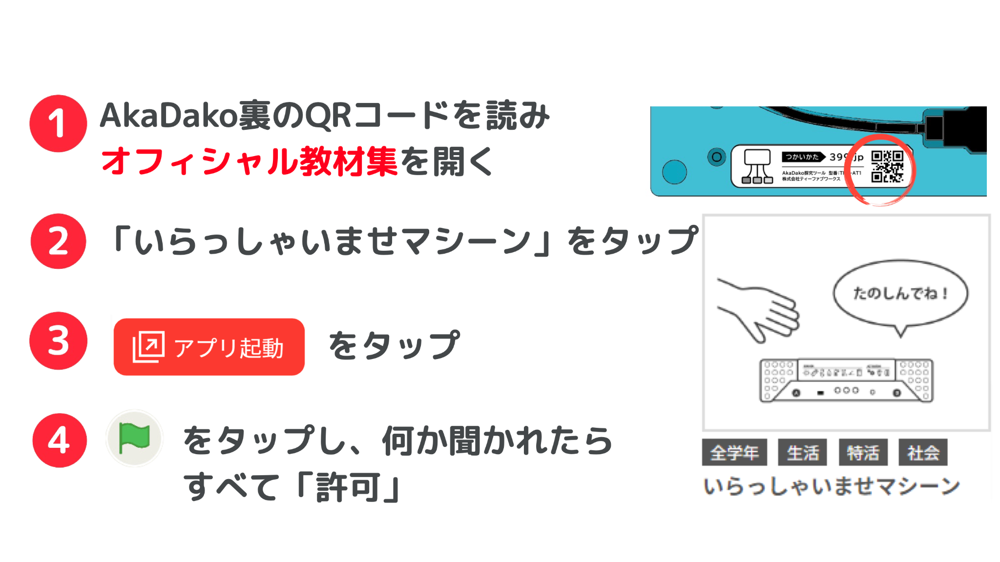 1
AkaDako裏のQRコードを読み
オフィシャル教材集を開く
つかいかた
AkaDako探究ツール 型番:
株式会社ティーファブワークス
2
「いらっしゃいませマシーン」をタップ
たのしんでね!
3
アプリ起動 をタップ
4
をタップし、何か聞かれたら
すべて「許可」
全学年 生活 特活 社会
いらっしゃいませマシーン